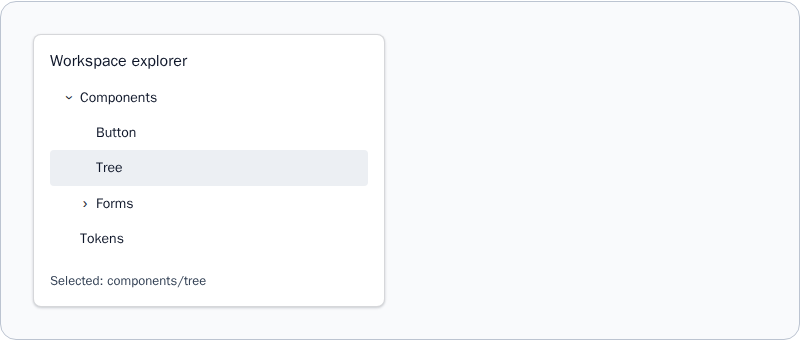 Workspace explorer
Components
Button
Tree
Forms
Tokens
Selected: components/tree